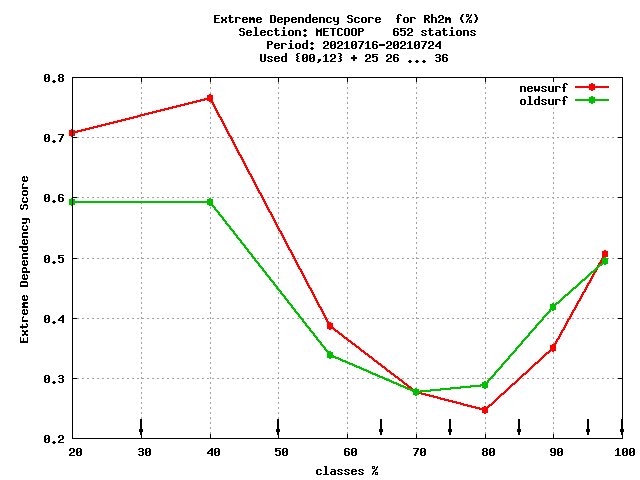 Extreme Dependency Score  for Rh2m (%)
Selection: METCOOP    652 stations
Period: 20210716-20210724
Used {00,12} + 25 26 ... 36
newsurf
oldsurf
Extreme Dependency Score
0.8
0.7
0.6
0.5
0.4
0.3
0.2
20 30 40 50 60 70 80 90 100
classes %